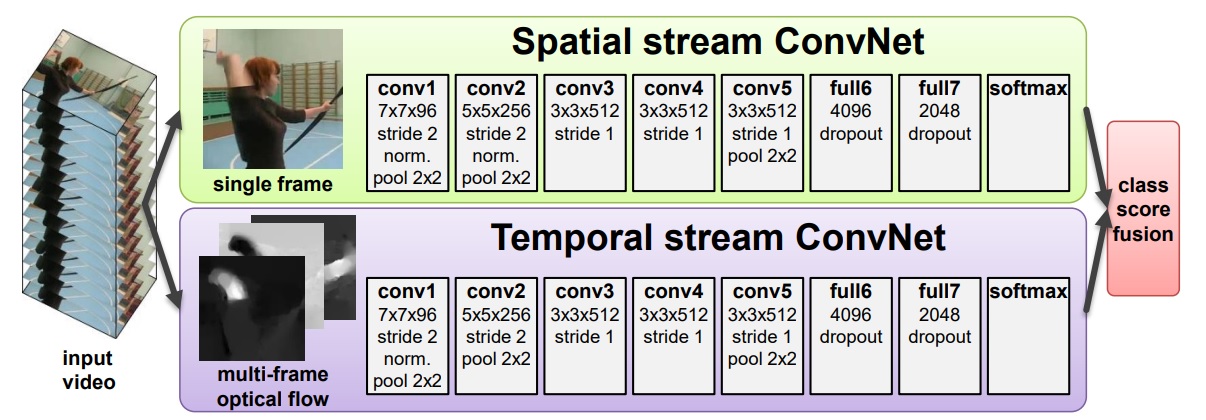 Spatial stream ConvNet
conv1
7x7x96
stride 2
norm.
pool 2x2
conv2
5x5x256
stride 2
norm.
pool 2x2
conv3
3x3x512
stride 1
conv4
3x3x512
stride 1
conv5
3x3x512
stride 1
pool 2x2
full6
4096
dropout
full7
2048
dropout
softmax
single frame
Temporal stream ConvNet
conv1
7x7x96
stride 2
norm.
pool 2x2
conv2
5x5x256
stride 2
pool 2x2
conv3
3x3x512
stride 1
conv4
3x3x512
stride 1
conv5
3x3x512
stride 1
pool 2x2
full6
4096
dropout
full7
2048
dropout
softmax
multi-frame
optical flow
input
video
class
score
fusion